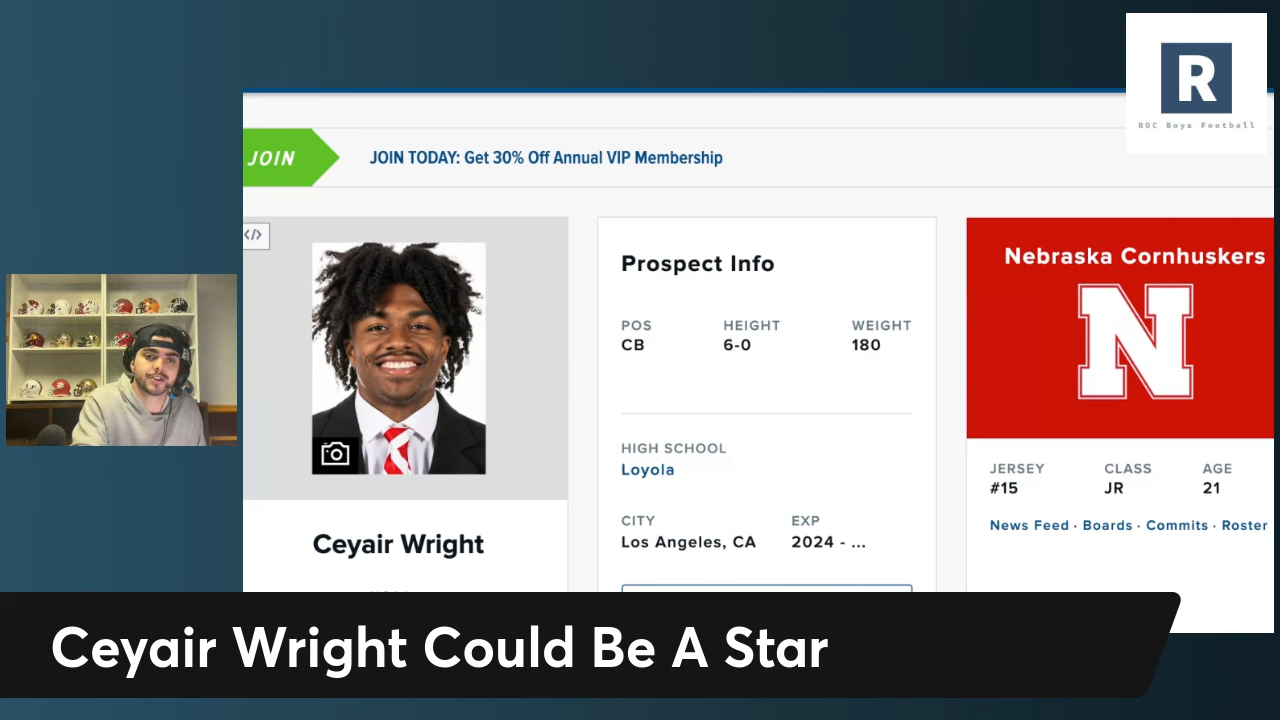 R
ROC Boys Football
JOIN
JOIN TODAY: Get 30% Off Annual VIP Membership
</>
Ceyair Wright
Prospect Info
POS HEIGHT WEIGHT
CB 6-0 180
HIGH SCHOOL
Loyola
CITY EXP
Los Angeles, CA 2024 - ...
Nebraska Cornhuskers
N
JERSEY CLASS AGE
#15 JR 21
News Feed · Boards · Commits · Roster
Ceyair Wright Could Be A Star